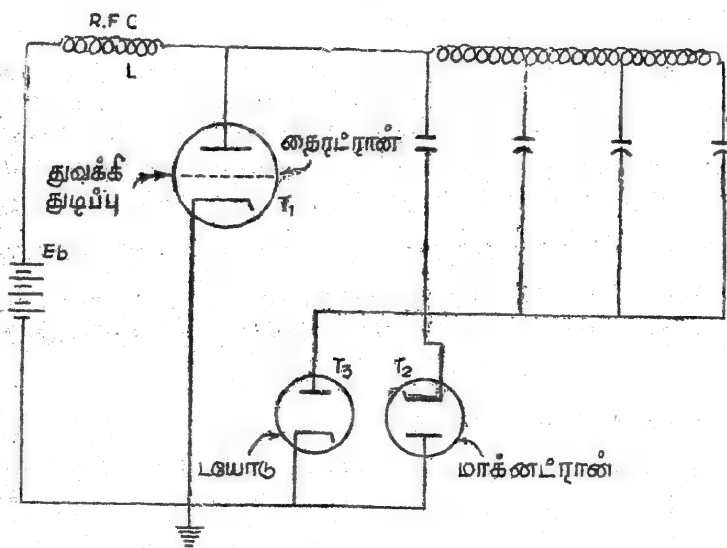 R.F C
L
தைரட்ரான்
துவக்கி
துடிப்பு
T₁
Eb
T₃
T₂
டயோடு
மாக்னட்ரான்